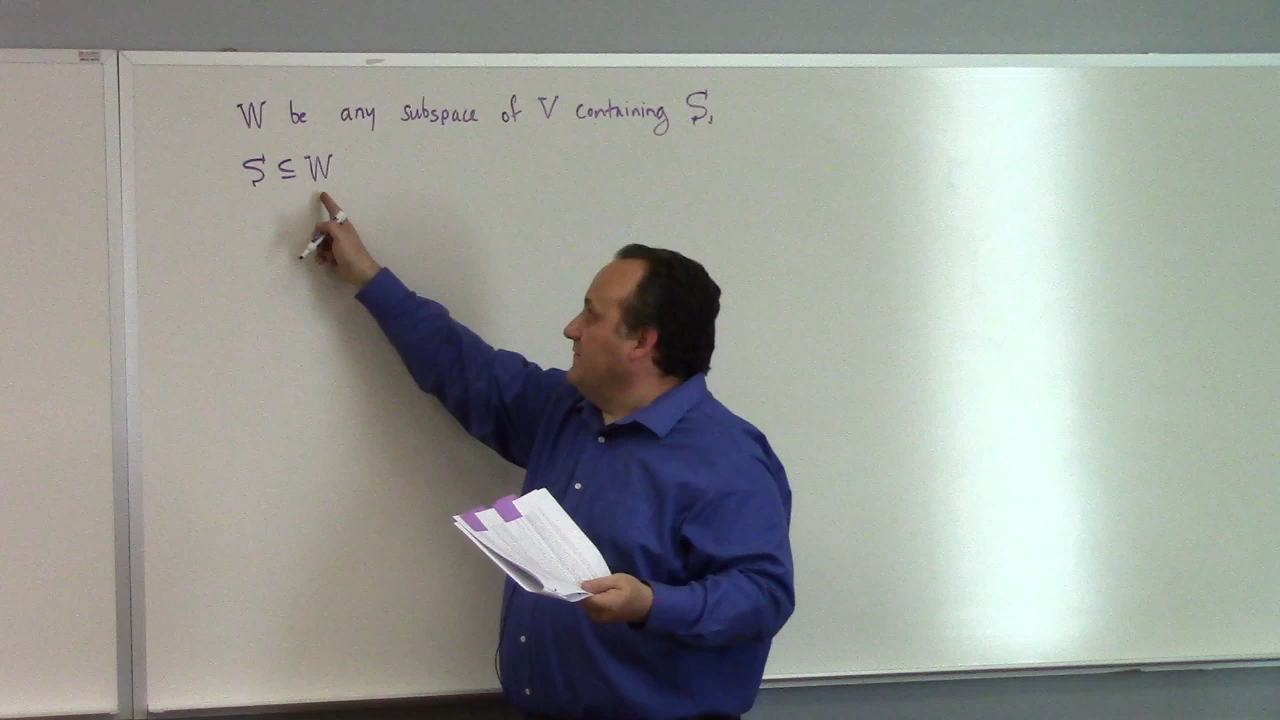 W be any subspace of V containing S,
S ⊆ W